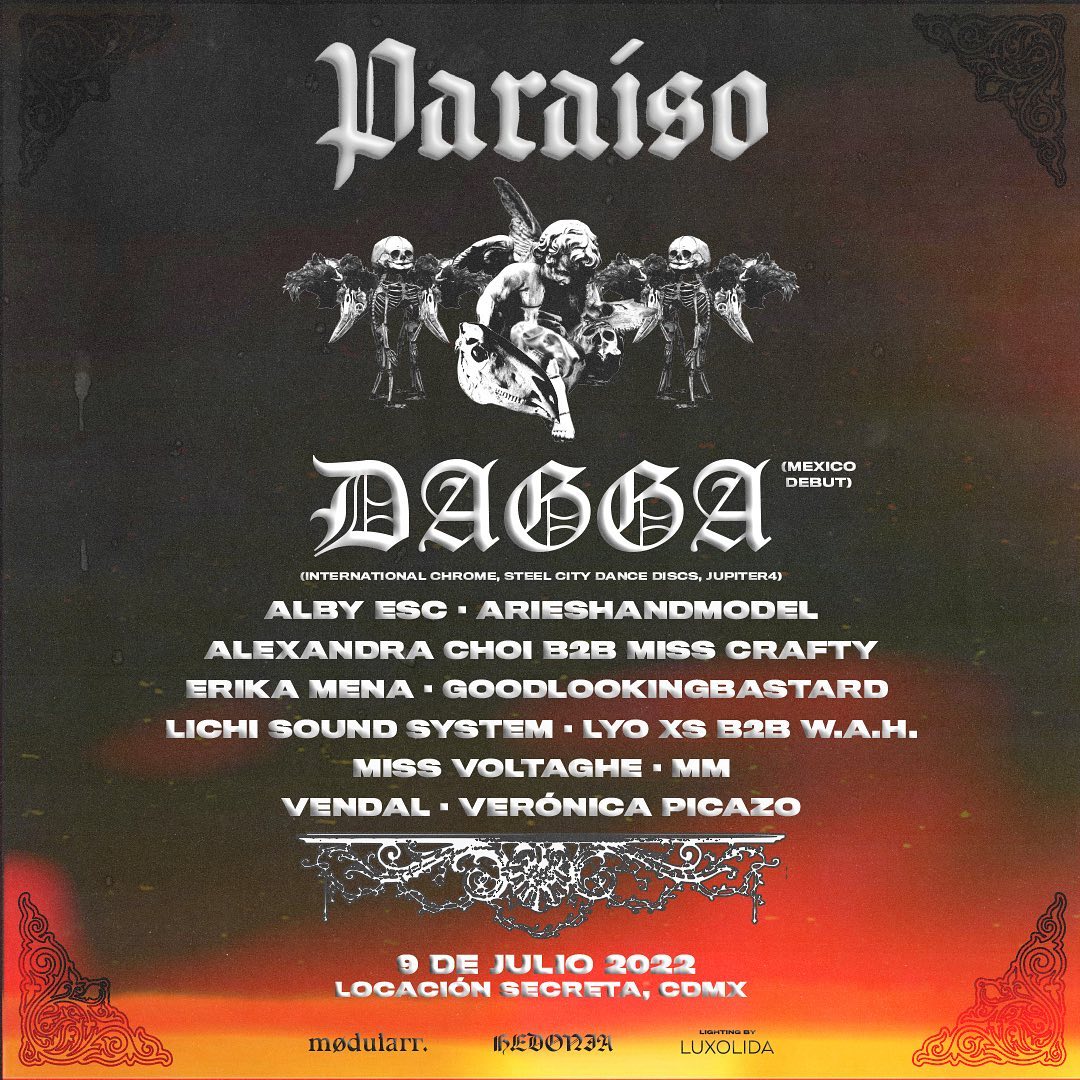 Paraíso
DAGGA
(MEXICO
DEBUT)
(INTERNATIONAL CHROME, STEEL CITY DANCE DISCS, JUPITER4)
ALBY ESC · ARIESHANDMODEL
ALEXANDRA CHOI B2B MISS CRAFTY
ERIKA MENA · GOODLOOKINGBASTARD
LICHI SOUND SYSTEM · LYO XS B2B W.A.H.
MISS VOLTAGHE · MM
VENDAL · VERÓNICA PICAZO
9 DE JULIO 2022
LOCACIÓN SECRETA, CDMX
mødularr.
HEDONIA
LIGHTING BY
LUXOLIDA